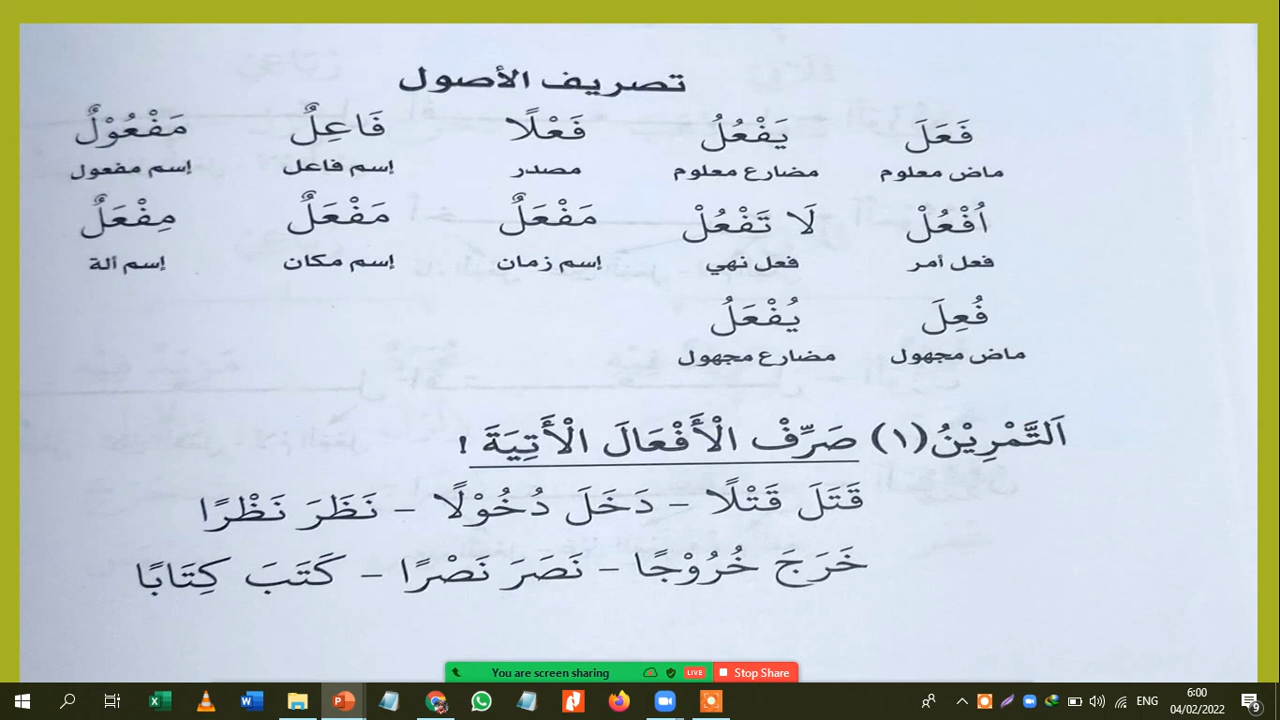 تصريف الأصول
فَعَلَ يَفْعُلُ فَعْلًا فَاعِلٌ مَفْعُوْلٌ
ماض معلوم مضارع معلوم مصدر إسم فاعل إسم مفعول
اُفْعُلْ لَا تَفْعُلْ مَفْعَلٌ مَفْعَلٌ مِفْعَلٌ
فعل أمر فعل نهي إسم زمان إسم مكان إسم ألة
فُعِلَ يُفْعَلُ
ماض مجهول مضارع مجهول
اَلتَّمْرِيْنُ (١) صَرِّفْ الْأَفْعَالَ الْأَتِيَةَ !
قَتَلَ قَتْلًا – دَخَلَ دُخُوْلًا – نَظَرَ نَظْرًا
خَرَجَ خُرُوْجًا – نَصَرَ نَصْرًا – كَتَبَ كِتَابًا
You are screen sharing LIVE Stop Share
ENG 6:00
04/02/2022 9